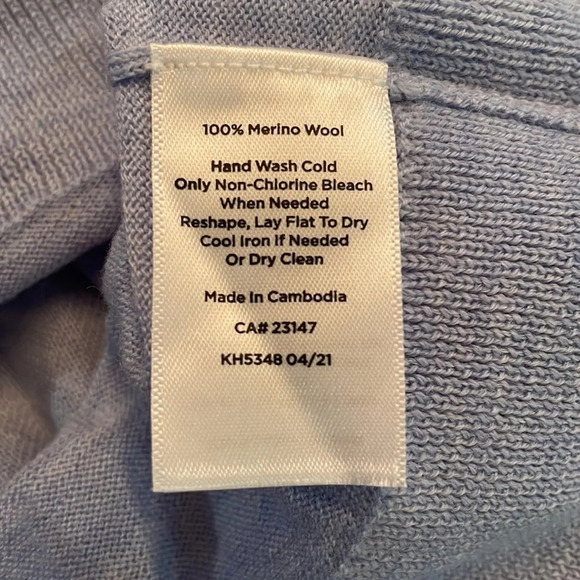 100% Merino Wool
Hand Wash Cold
Only Non-Chlorine Bleach
When Needed
Reshape, Lay Flat To Dry
Cool Iron If Needed
Or Dry Clean
Made In Cambodia
CA# 23147
KH5348 04/21